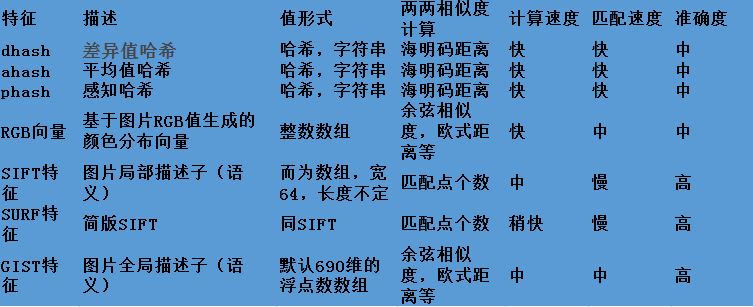 特征 描述 值形式 两两相似度计算 计算速度 匹配速度 准确度
dhash 差异值哈希 哈希，字符串 海明码距离 快 快 中
ahash 平均值哈希 哈希，字符串 海明码距离 快 快 中
phash 感知哈希 哈希，字符串 海明码距离 快 快 中
RGB向量 基于图片RGB值生成的颜色分布向量 整数数组 余弦相似度，欧式距离等 快 中 中
SIFT特征 图片局部描述子（语义） 而为数组，宽64，长度不定 匹配点个数 中 慢 高
SURF特征 简版SIFT 同SIFT 匹配点个数 稍快 慢 高
GIST特征 图片全局描述子（语义） 默认690维的浮点数数组 余弦相似度，欧式距离等 中 中 高